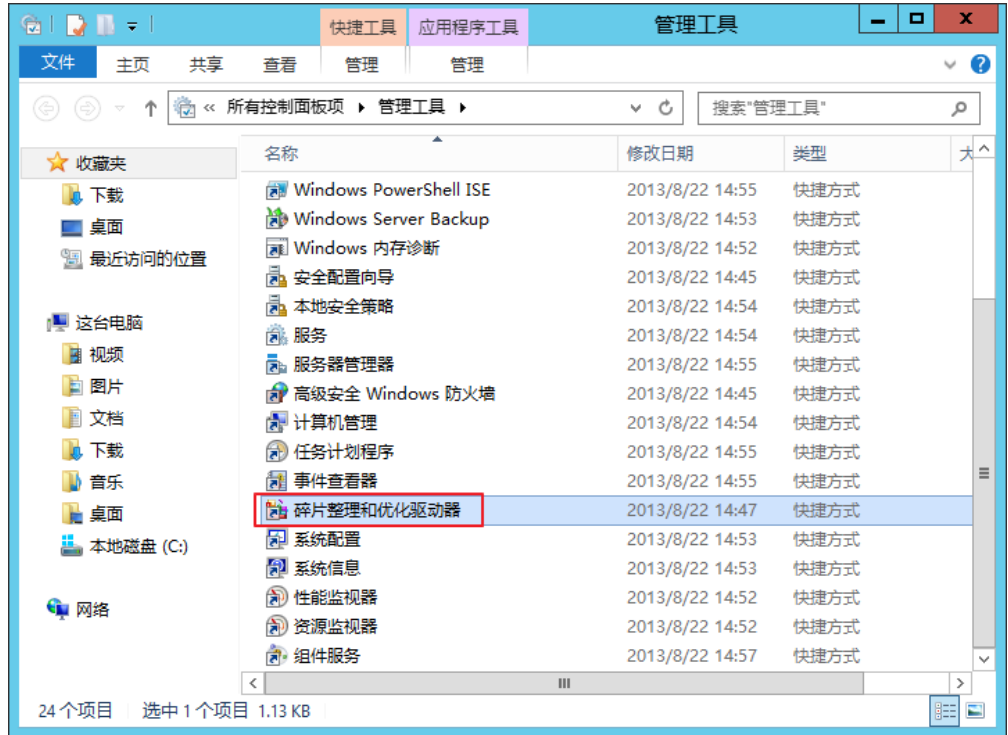 快捷工具 应用程序工具 管理工具
文件 主页 共享 查看 管理 管理
« 所有控制面板项 管理工具 搜索"管理工具"
名称 修改日期 类型 大
收藏夹
下载
桌面
最近访问的位置
这台电脑
视频
图片
文档
下载
音乐
桌面
本地磁盘 (C:)
网络
Windows PowerShell ISE 2013/8/22 14:55 快捷方式
Windows Server Backup 2013/8/22 14:53 快捷方式
Windows 内存诊断 2013/8/22 14:52 快捷方式
安全配置向导 2013/8/22 14:45 快捷方式
本地安全策略 2013/8/22 14:54 快捷方式
服务 2013/8/22 14:54 快捷方式
服务器管理器 2013/8/22 14:55 快捷方式
高级安全 Windows 防火墙 2013/8/22 14:45 快捷方式
计算机管理 2013/8/22 14:54 快捷方式
任务计划程序 2013/8/22 14:55 快捷方式
事件查看器 2013/8/22 14:55 快捷方式
碎片整理和优化驱动器 2013/8/22 14:47 快捷方式
系统配置 2013/8/22 14:53 快捷方式
系统信息 2013/8/22 14:53 快捷方式
性能监视器 2013/8/22 14:52 快捷方式
资源监视器 2013/8/22 14:52 快捷方式
组件服务 2013/8/22 14:57 快捷方式
24 个项目 选中 1 个项目 1.13 KB